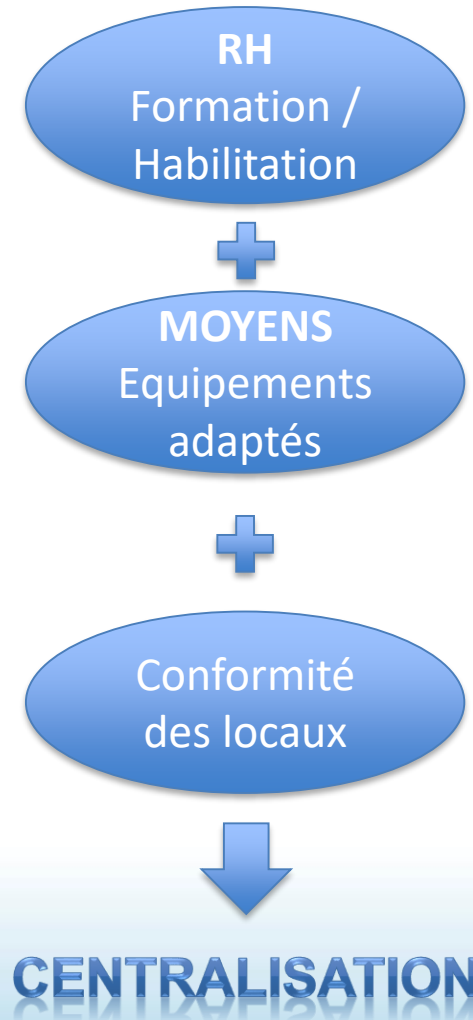 RH
Formation /
Habilitation
MOYENS
Equipements
adaptés
Conformité
des locaux
CENTRALISATION